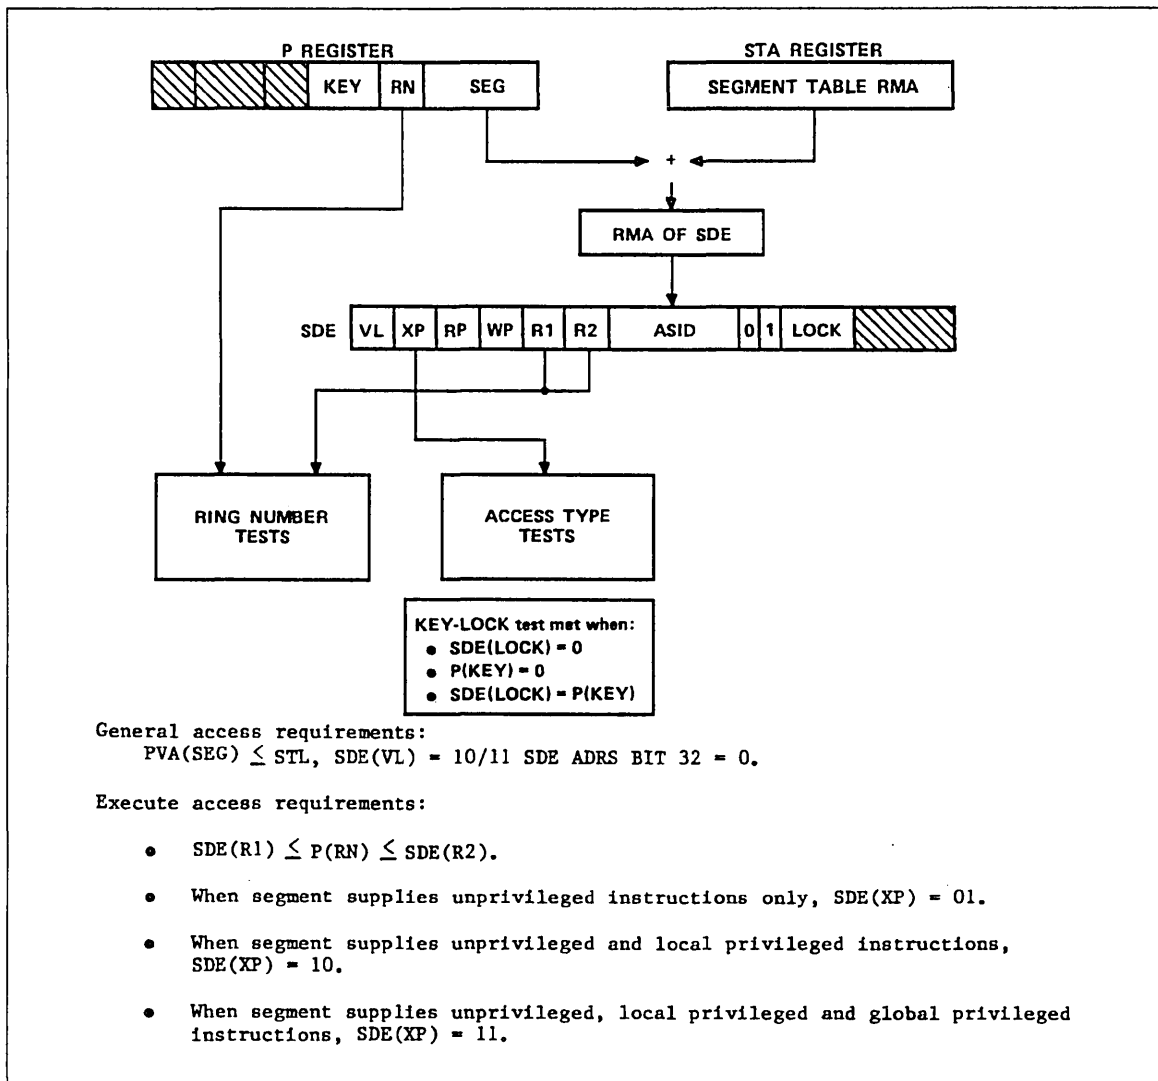 P REGISTER
STA REGISTER
KEY RN SEG
SEGMENT TABLE RMA
+
RMA OF SDE
SDE VL XP RP WP R1 R2 ASID 0 1 LOCK
RING NUMBER
TESTS
ACCESS TYPE
TESTS
KEY-LOCK test met when:
● SDE(LOCK) = 0
● P(KEY) = 0
● SDE(LOCK) = P(KEY)
General access requirements:
PVA(SEG) ≤ STL, SDE(VL) = 10/11 SDE ADRS BIT 32 = 0.
Execute access requirements:
● SDE(R1) ≤ P(RN) ≤ SDE(R2).
● When segment supplies unprivileged instructions only, SDE(XP) = 01.
● When segment supplies unprivileged and local privileged instructions,
SDE(XP) = 10.
● When segment supplies unprivileged, local privileged and global privileged
instructions, SDE(XP) = 11.